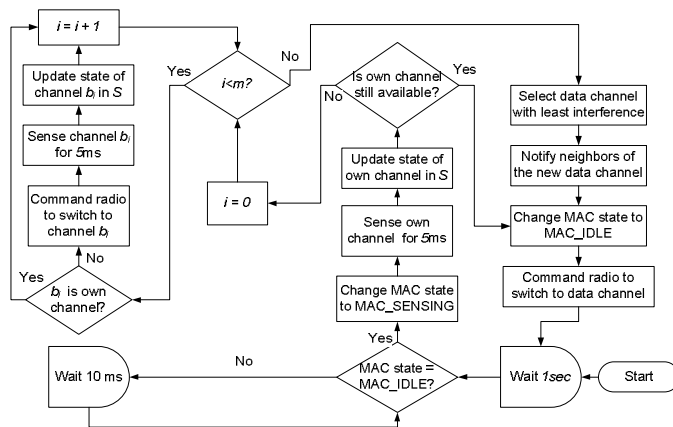 i = i + 1
No
Yes
i<m?
Is own channel
still available?
Yes
No
Update state of
channel bᵢ in S
Select data channel
with least interference
Sense channel bᵢ
for 5ms
Update state of
own channel in S
Notify neighbors of
the new data channel
Command radio
to switch to
channel bᵢ
i = 0
Sense own
channel for 5ms
Change MAC state to
MAC_IDLE
No
Yes
bᵢ is own
channel?
Change MAC state
to MAC_SENSING
Command radio to
switch to data channel
Yes
No
Wait 10 ms
MAC state =
MAC_IDLE?
Wait 1sec
Start